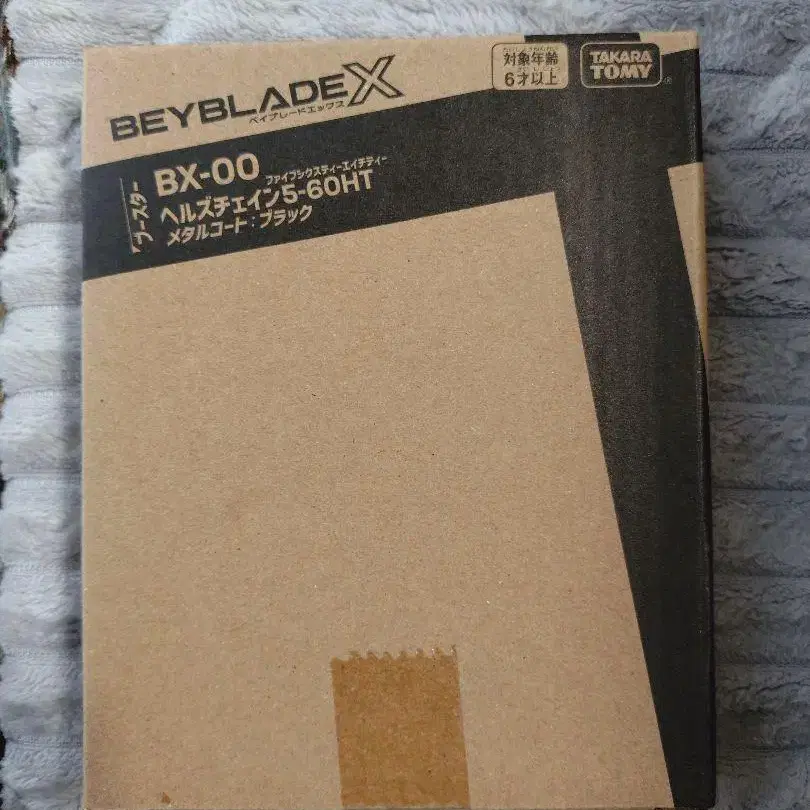 BEYBLADE X
ベイブレードエックス
対象年齢
6才以上
TAKARA
TOMY
ブースター
BX-00
ファイブシックスティーエイチティー
ヘルズチェイン5-60HT
メタルコート:ブラック